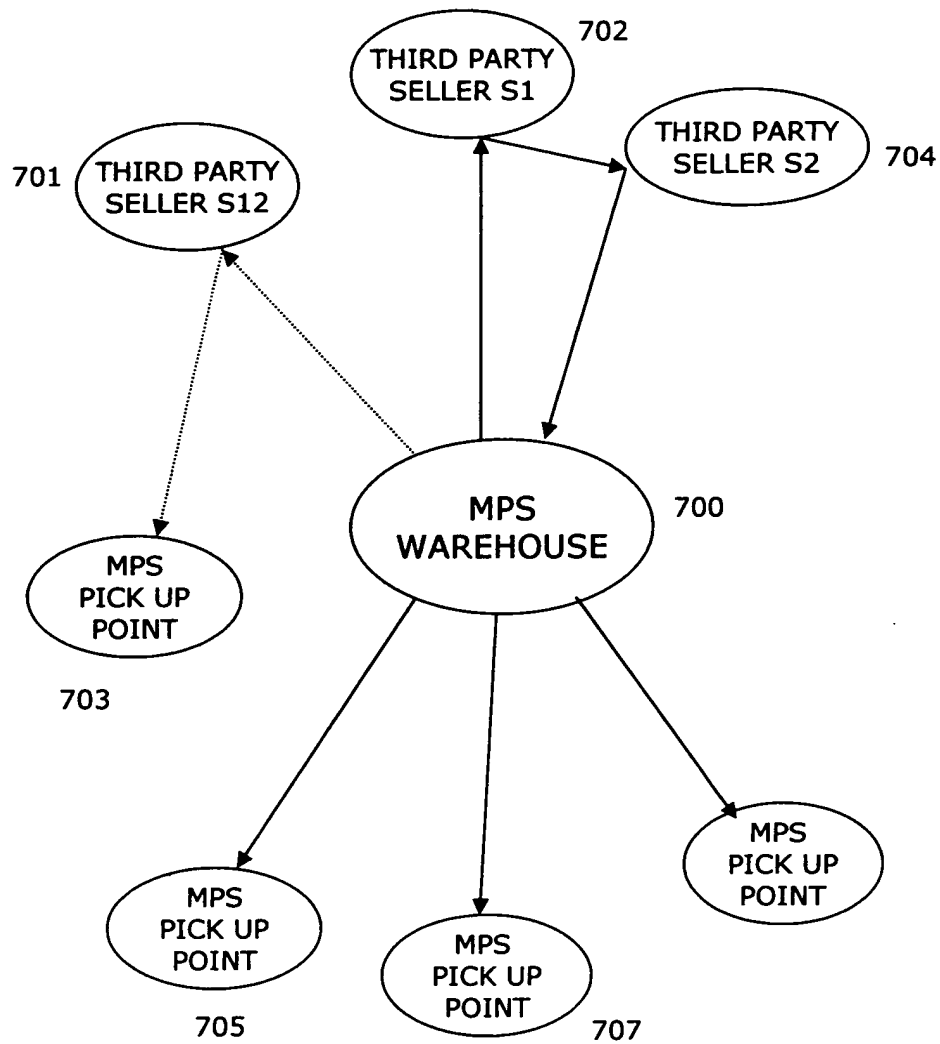 702
THIRD PARTY
SELLER S1
THIRD PARTY
SELLER S2
704
701
THIRD PARTY
SELLER S12
MPS
WAREHOUSE
700
MPS
PICK UP
POINT
703
MPS
PICK UP
POINT
MPS
PICK UP
POINT
705
MPS
PICK UP
POINT
707